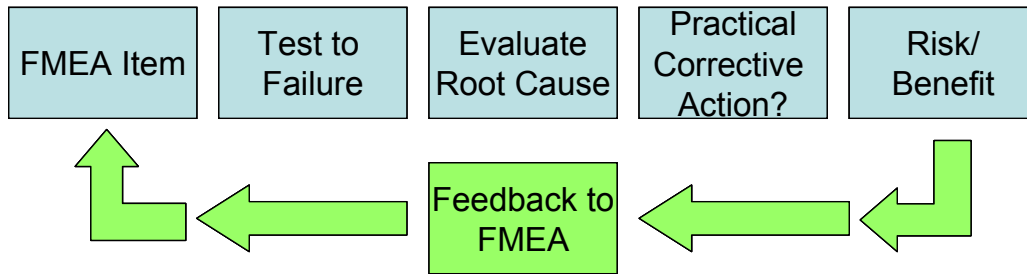 FMEA Item
Test to
Failure
Evaluate
Root Cause
Practical
Corrective
Action?
Risk/
Benefit
Feedback to
FMEA